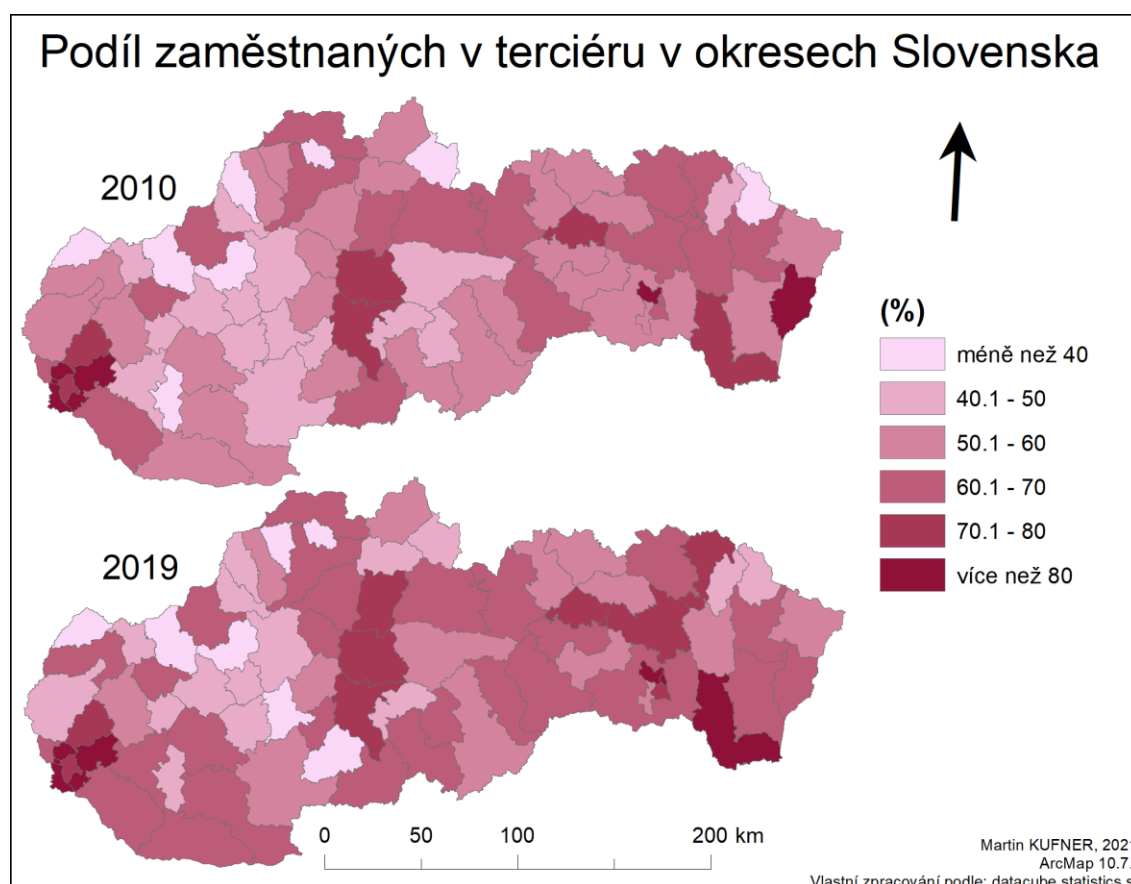 Podíl zaměstnaných v terciéru v okresech Slovenska
2010
(%)
méně než 40
40.1 - 50
50.1 - 60
60.1 - 70
70.1 - 80
více než 80
2019
0 50 100 200 km
Martin KUFNER, 2021
ArcMap 10.7.
Vlastní zpracování podle: datacube.statistics.s